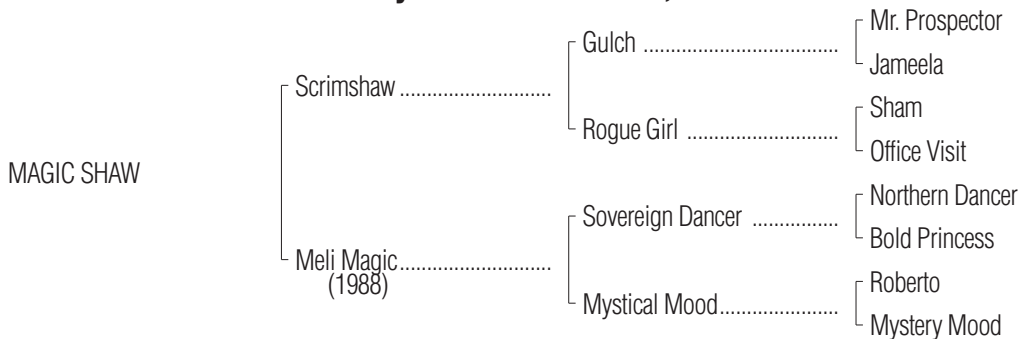 Mr. Prospector
Gulch ....................................
Jameela
Scrimshaw ............................
Sham
Rogue Girl ............................
Office Visit
MAGIC SHAW
Northern Dancer
Sovereign Dancer ................
Bold Princess
Meli Magic............................
(1988)
Roberto
Mystical Mood......................
Mystery Mood